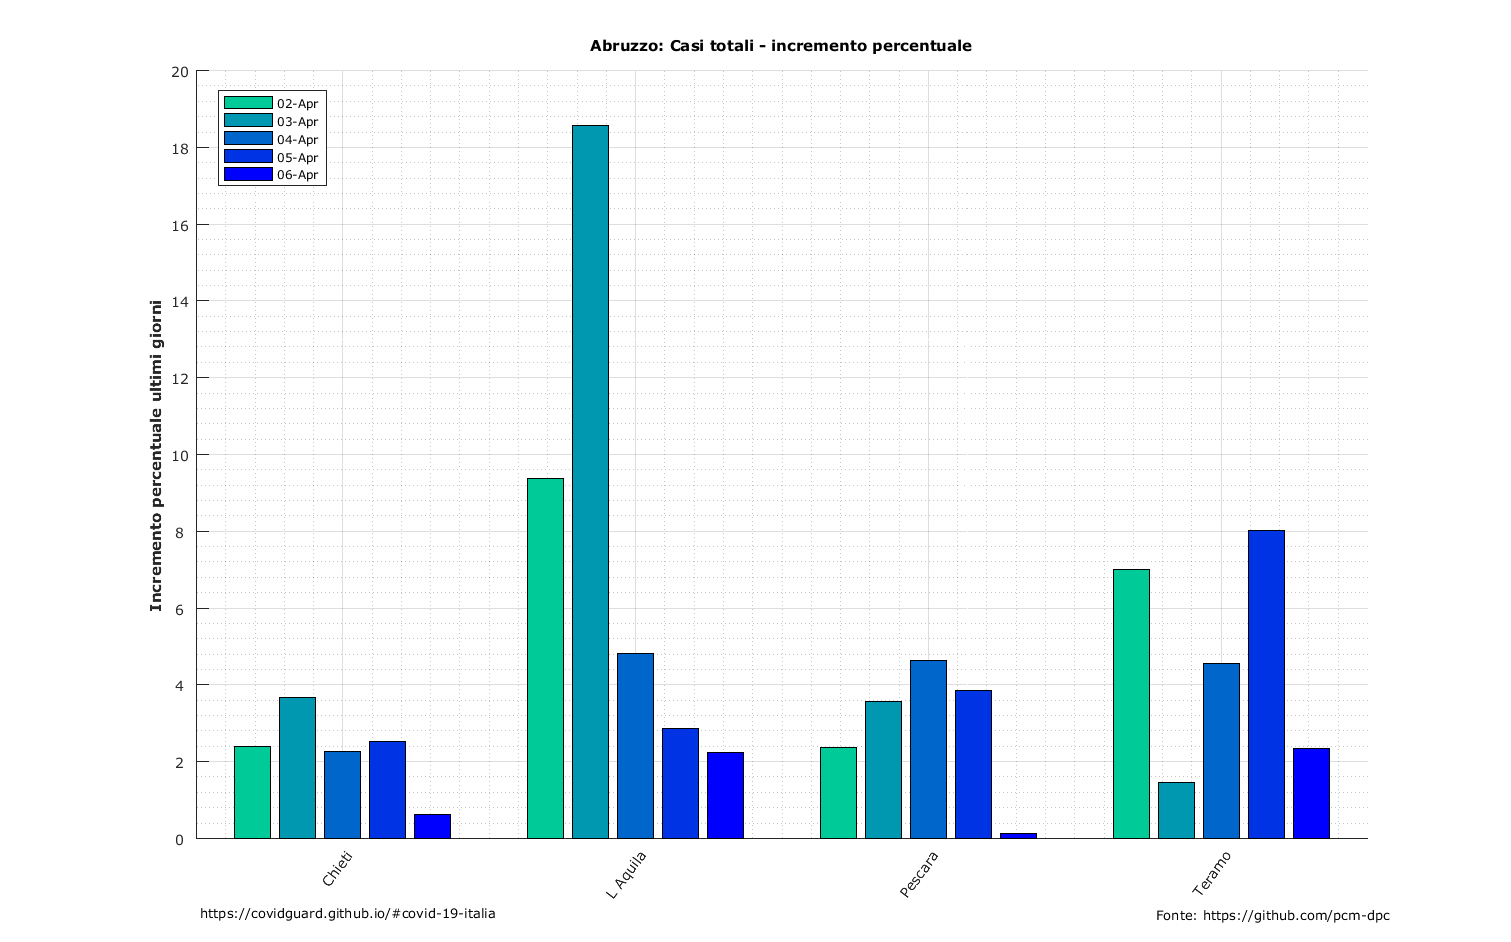 Abruzzo: Casi totali - incremento percentuale
02-Apr
03-Apr
04-Apr
05-Apr
06-Apr
Incremento percentuale ultimi giorni
20
18
16
14
12
10
8
6
4
2
0
Chieti
L Aquila
Pescara
Teramo
https://covidguard.github.io/#covid-19-italia
Fonte: https://github.com/pcm-dpc